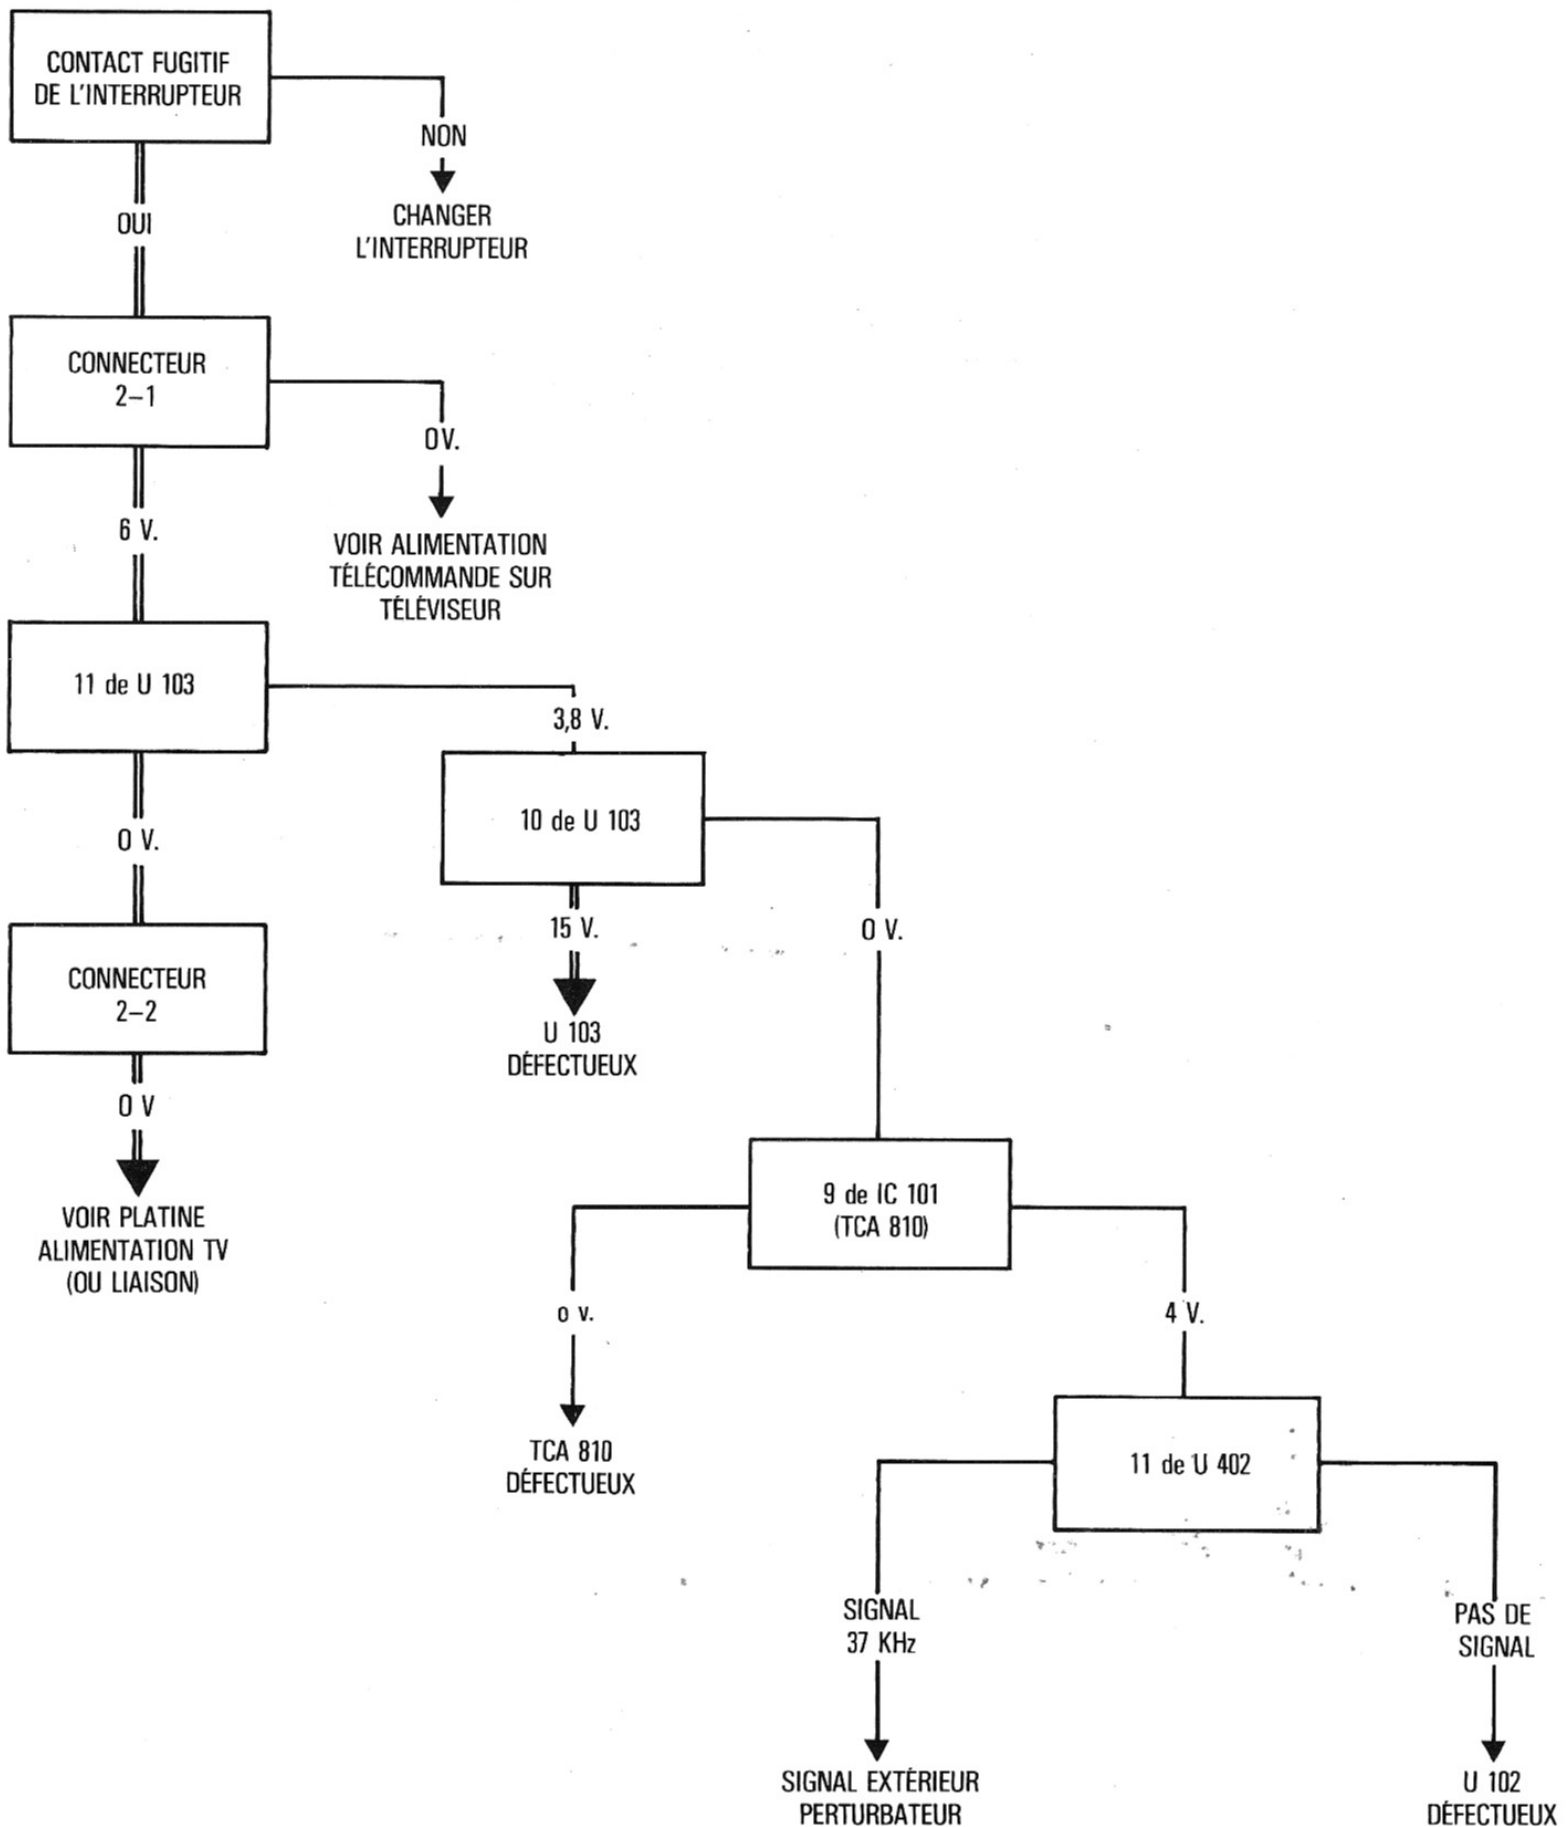 CONTACT FUGITIF
DE L'INTERRUPTEUR
NON
CHANGER
L'INTERRUPTEUR
OUI
CONNECTEUR
2–1
0V.
VOIR ALIMENTATION
TÉLÉCOMMANDE SUR
TÉLÉVISEUR
6 V.
11 de U 103
3,8 V.
10 de U 103
0 V.
15 V.
0 V.
U 103
DÉFECTUEUX
CONNECTEUR
2–2
0 V
VOIR PLATINE
ALIMENTATION TV
(OU LIAISON)
9 de IC 101
(TCA 810)
0 V.
4 V.
TCA 810
DÉFECTUEUX
11 de U 402
SIGNAL
37 KHz
PAS DE
SIGNAL
SIGNAL EXTÉRIEUR
PERTURBATEUR
U 102
DÉFECTUEUX